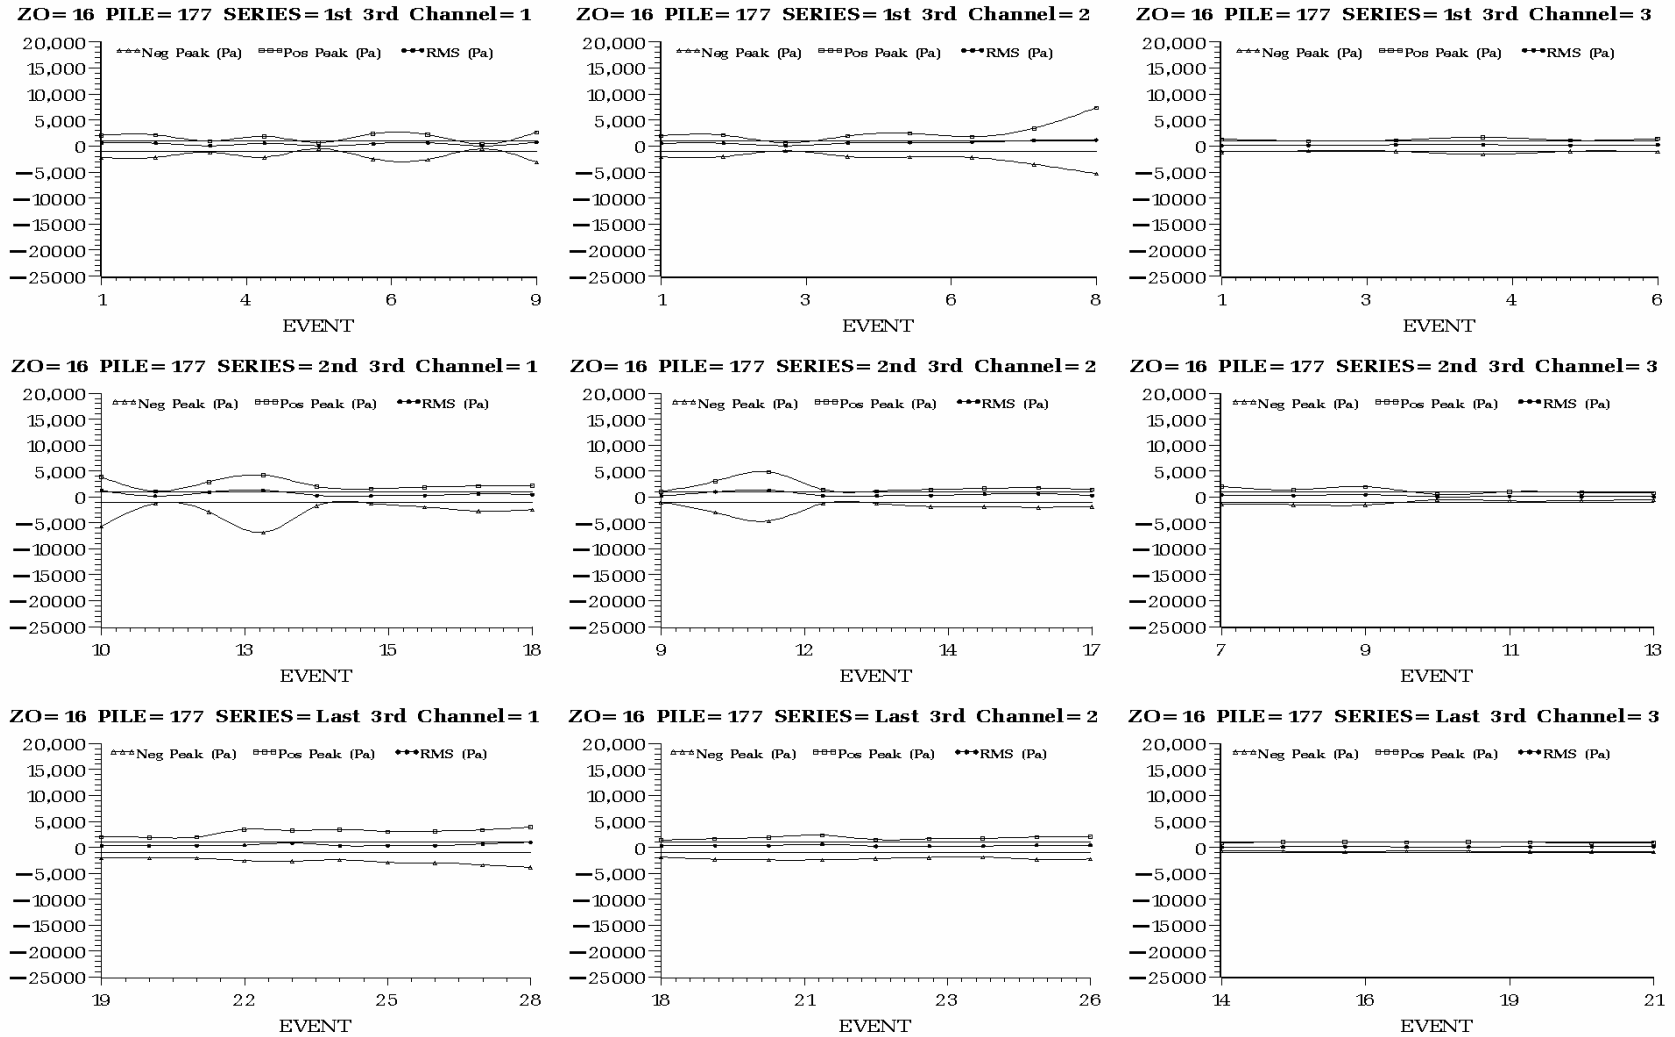 ZO=16 PILE=177 SERIES=1st 3rd Channel=1
20,000
Neg Peak (Pa) Pos Peak (Pa) RMS (Pa)
15,000
10,000
5,000
0
−5,000
−10000
−15000
−20000
−25000
1 4 6 9
EVENT
ZO=16 PILE=177 SERIES=1st 3rd Channel=2
20,000
Neg Peak (Pa) Pos Peak (Pa) RMS (Pa)
15,000
10,000
5,000
0
−5,000
−10000
−15000
−20000
−25000
1 3 6 8
EVENT
ZO=16 PILE=177 SERIES=1st 3rd Channel=3
20,000
Neg Peak (Pa) Pos Peak (Pa) RMS (Pa)
15,000
10,000
5,000
0
−5,000
−10000
−15000
−20000
−25000
1 3 4 6
EVENT
ZO=16 PILE=177 SERIES=2nd 3rd Channel=1
20,000
Neg Peak (Pa) Pos Peak (Pa) RMS (Pa)
15,000
10,000
5,000
0
−5,000
−10000
−15000
−20000
−25000
10 13 15 18
EVENT
ZO=16 PILE=177 SERIES=2nd 3rd Channel=2
20,000
Neg Peak (Pa) Pos Peak (Pa) RMS (Pa)
15,000
10,000
5,000
0
−5,000
−10000
−15000
−20000
−25000
9 12 14 17
EVENT
ZO=16 PILE=177 SERIES=2nd 3rd Channel=3
20,000
Neg Peak (Pa) Pos Peak (Pa) RMS (Pa)
15,000
10,000
5,000
0
−5,000
−10000
−15000
−20000
−25000
7 9 11 13
EVENT
ZO=16 PILE=177 SERIES=Last 3rd Channel=1
20,000
Neg Peak (Pa) Pos Peak (Pa) RMS (Pa)
15,000
10,000
5,000
0
−5,000
−10000
−15000
−20000
−25000
19 22 25 28
EVENT
ZO=16 PILE=177 SERIES=Last 3rd Channel=2
20,000
Neg Peak (Pa) Pos Peak (Pa) RMS (Pa)
15,000
10,000
5,000
0
−5,000
−10000
−15000
−20000
−25000
18 21 23 26
EVENT
ZO=16 PILE=177 SERIES=Last 3rd Channel=3
20,000
Neg Peak (Pa) Pos Peak (Pa) RMS (Pa)
15,000
10,000
5,000
0
−5,000
−10000
−15000
−20000
−25000
14 16 19 21
EVENT